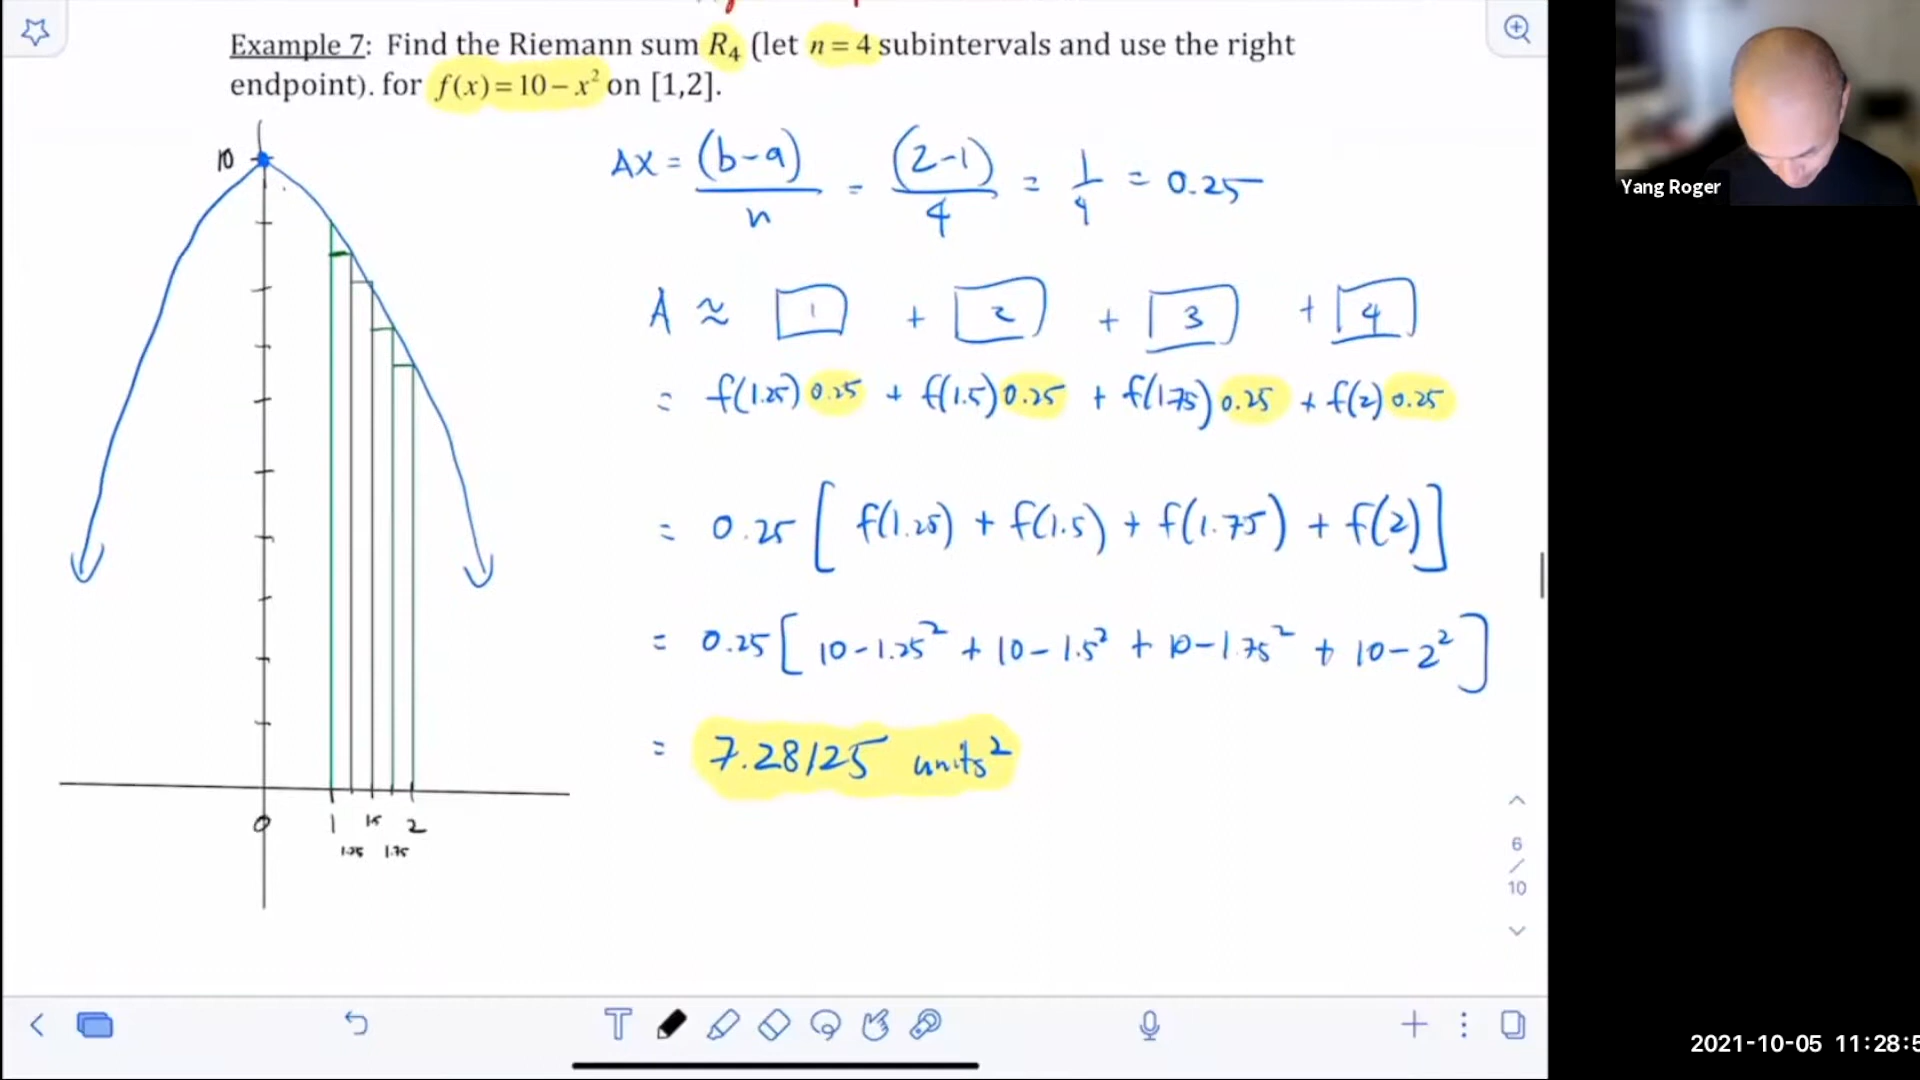 Example 7: Find the Riemann sum R₄ (let n = 4 subintervals and use the right
endpoint). for f(x) = 10 − x² on [1,2].
10
Δx = (b-a)/n = (2-1)/4 = 1/4 = 0.25
A ≈ 1 + 2 + 3 + 4
= f(1.25) 0.25 + f(1.5) 0.25 + f(1.75) 0.25 + f(2) 0.25
= 0.25 [ f(1.25) + f(1.5) + f(1.75) + f(2) ]
= 0.25 [ 10 - 1.25² + 10 - 1.5² + 10 - 1.75² + 10 - 2² ]
= 7.28125 units²
0 1 1.5 2
1.25 1.75
6
/
10
Yang Roger
T
2021-10-05 11:28:5